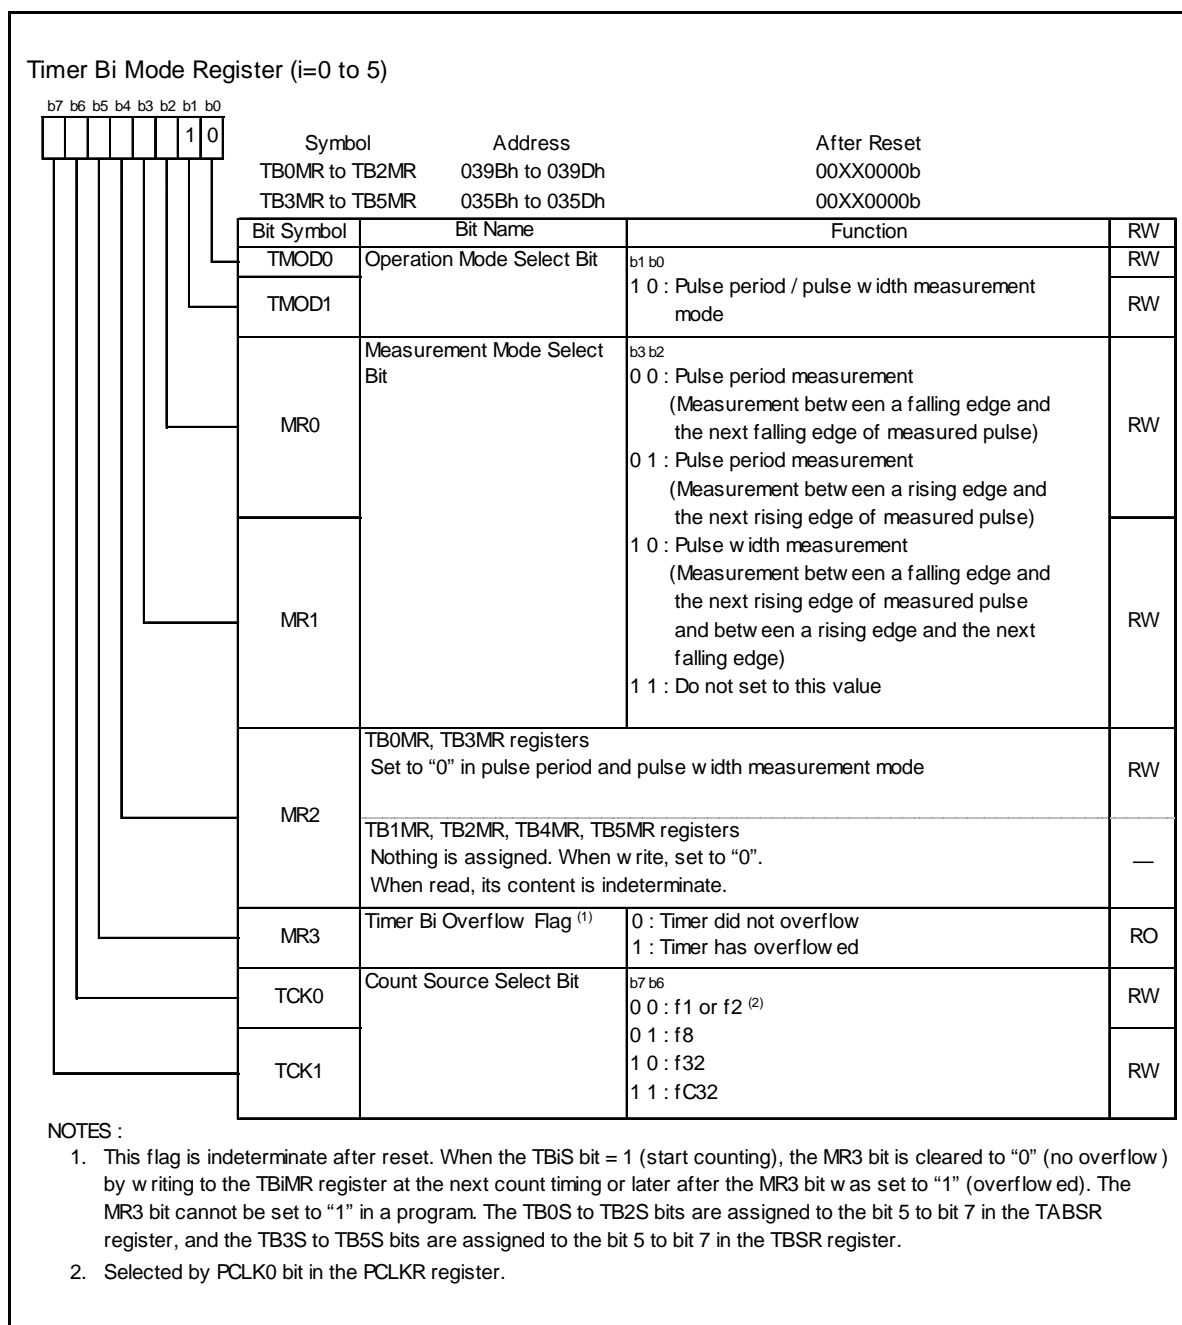 Timer Bi Mode Register (i=0 to 5)
b7 b6 b5 b4 b3 b2 b1 b0
1 0
Symbol Address After Reset
TB0MR to TB2MR 039Bh to 039Dh 00XX0000b
TB3MR to TB5MR 035Bh to 035Dh 00XX0000b
Bit Symbol Bit Name Function RW
TMOD0 Operation Mode Select Bit b1 b0 RW
TMOD1 1 0 : Pulse period / pulse width measurement RW
mode
Measurement Mode Select b3 b2
Bit 0 0 : Pulse period measurement
(Measurement between a falling edge and
MR0 the next falling edge of measured pulse) RW
0 1 : Pulse period measurement
(Measurement between a rising edge and
the next rising edge of measured pulse)
1 0 : Pulse width measurement
(Measurement between a falling edge and
the next rising edge of measured pulse
MR1 and between a rising edge and the next RW
falling edge)
1 1 : Do not set to this value
TB0MR, TB3MR registers
Set to “0” in pulse period and pulse width measurement mode RW
MR2
TB1MR, TB2MR, TB4MR, TB5MR registers
Nothing is assigned. When write, set to “0”. —
When read, its content is indeterminate.
MR3 Timer Bi Overflow Flag (1) 0 : Timer did not overflow RO
1 : Timer has overflowed
TCK0 Count Source Select Bit b7 b6 RW
0 0 : f1 or f2 (2)
0 1 : f8
TCK1 1 0 : f32 RW
1 1 : fC32
NOTES :
1. This flag is indeterminate after reset. When the TBiS bit = 1 (start counting), the MR3 bit is cleared to “0” (no overflow)
by writing to the TBiMR register at the next count timing or later after the MR3 bit was set to “1” (overflowed). The
MR3 bit cannot be set to “1” in a program. The TB0S to TB2S bits are assigned to the bit 5 to bit 7 in the TABSR
register, and the TB3S to TB5S bits are assigned to the bit 5 to bit 7 in the TBSR register.
2. Selected by PCLK0 bit in the PCLKR register.